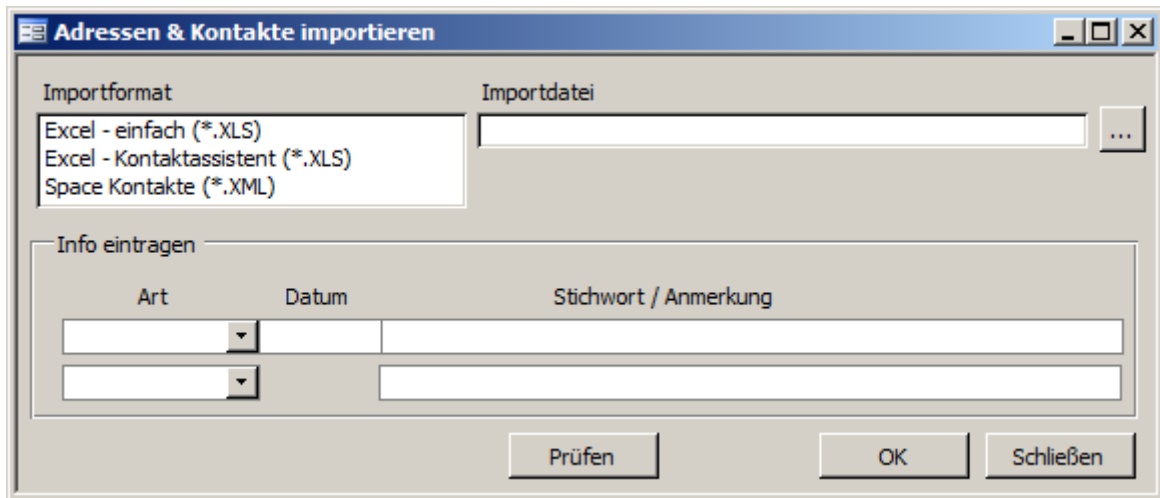 Adressen & Kontakte importieren
Importformat
Importdatei
Excel - einfach (*.XLS)
...
Excel - Kontaktassistent (*.XLS)
Space Kontakte (*.XML)
Info eintragen
Art Datum Stichwort / Anmerkung
Prüfen OK Schließen